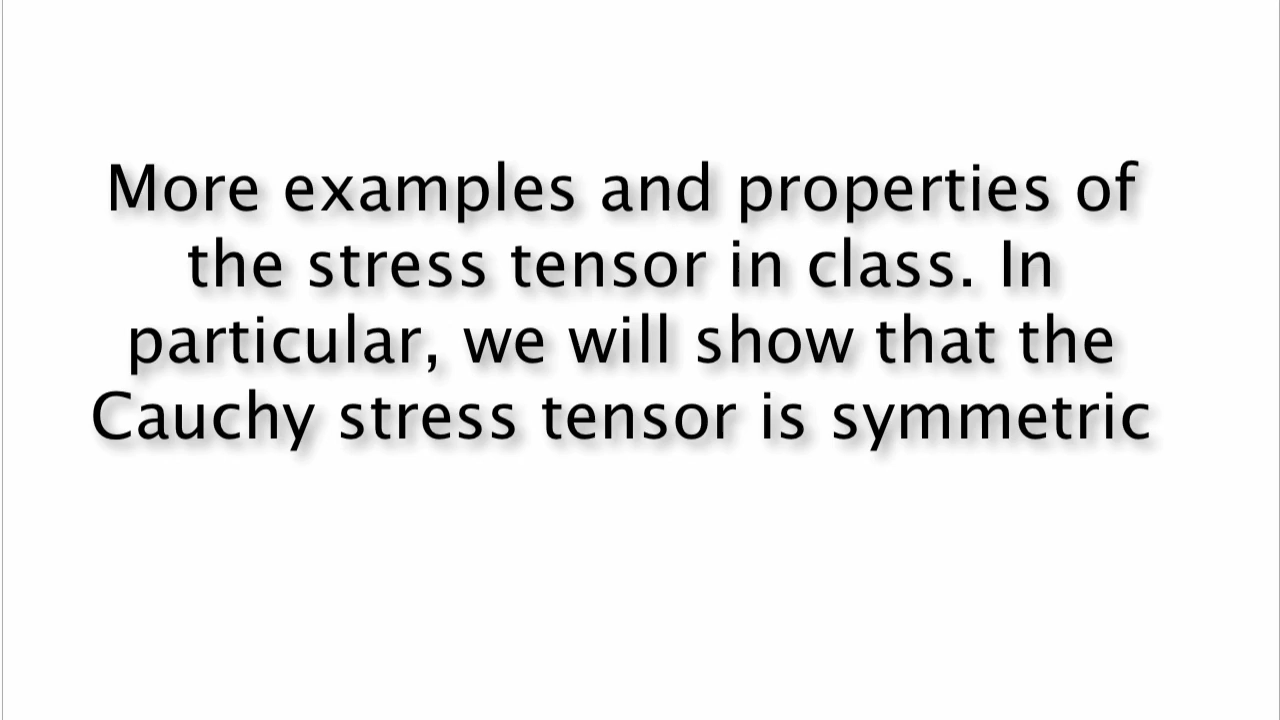 More examples and properties of
the stress tensor in class. In
particular, we will show that the
Cauchy stress tensor is symmetric